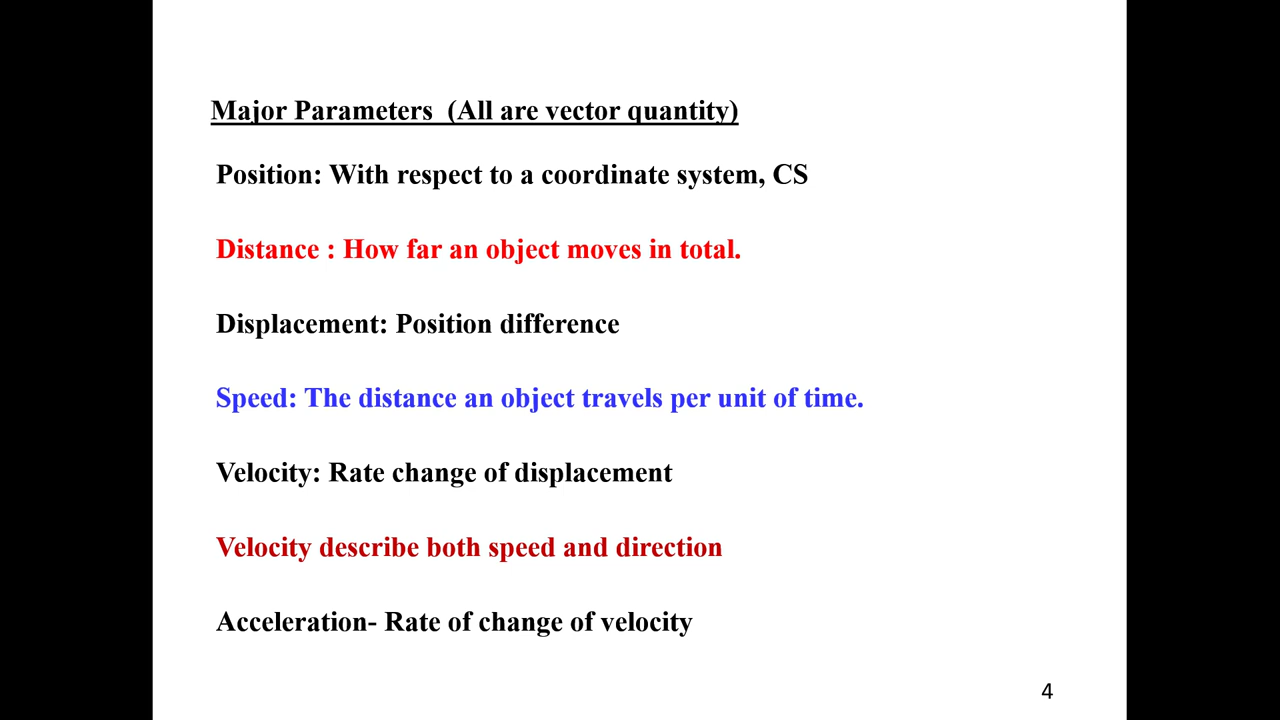 Major Parameters (All are vector quantity)
Position: With respect to a coordinate system, CS
Distance : How far an object moves in total.
Displacement: Position difference
Speed: The distance an object travels per unit of time.
Velocity: Rate change of displacement
Velocity describe both speed and direction
Acceleration- Rate of change of velocity
4